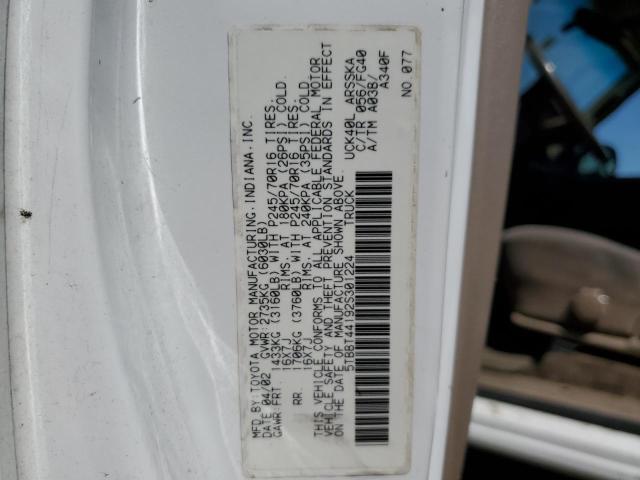 MFD.BY:TOYOTA MOTOR MANUFACTURING.INDIANA.INC.
DATE 04/02 GVWR:2735KG (6030LB)
GAWR:FRT. 1433KG (3160LB) WITH P245/70R16 TIRES.
16X7J RIMS. AT 180KPA (26PSI) COLD.
RR. 1706KG (3760LB) WITH P245/70R16 TIRES.
16X7J RIMS. AT 240KPA (35PSI) COLD.
THIS VEHICLE CONFORMS TO ALL APPLICABLE FEDERAL MOTOR
VEHICLE SAFETY AND THEFT PREVENTION STANDARDS IN EFFECT
ON THE DATE OF MANUFACTURE SHOWN ABOVE.
5TBBT44192S301224 TRUCK
UCK40L ARSSKA
C/TR 056/FG40
A/TM A03B/
A340F
NO.077